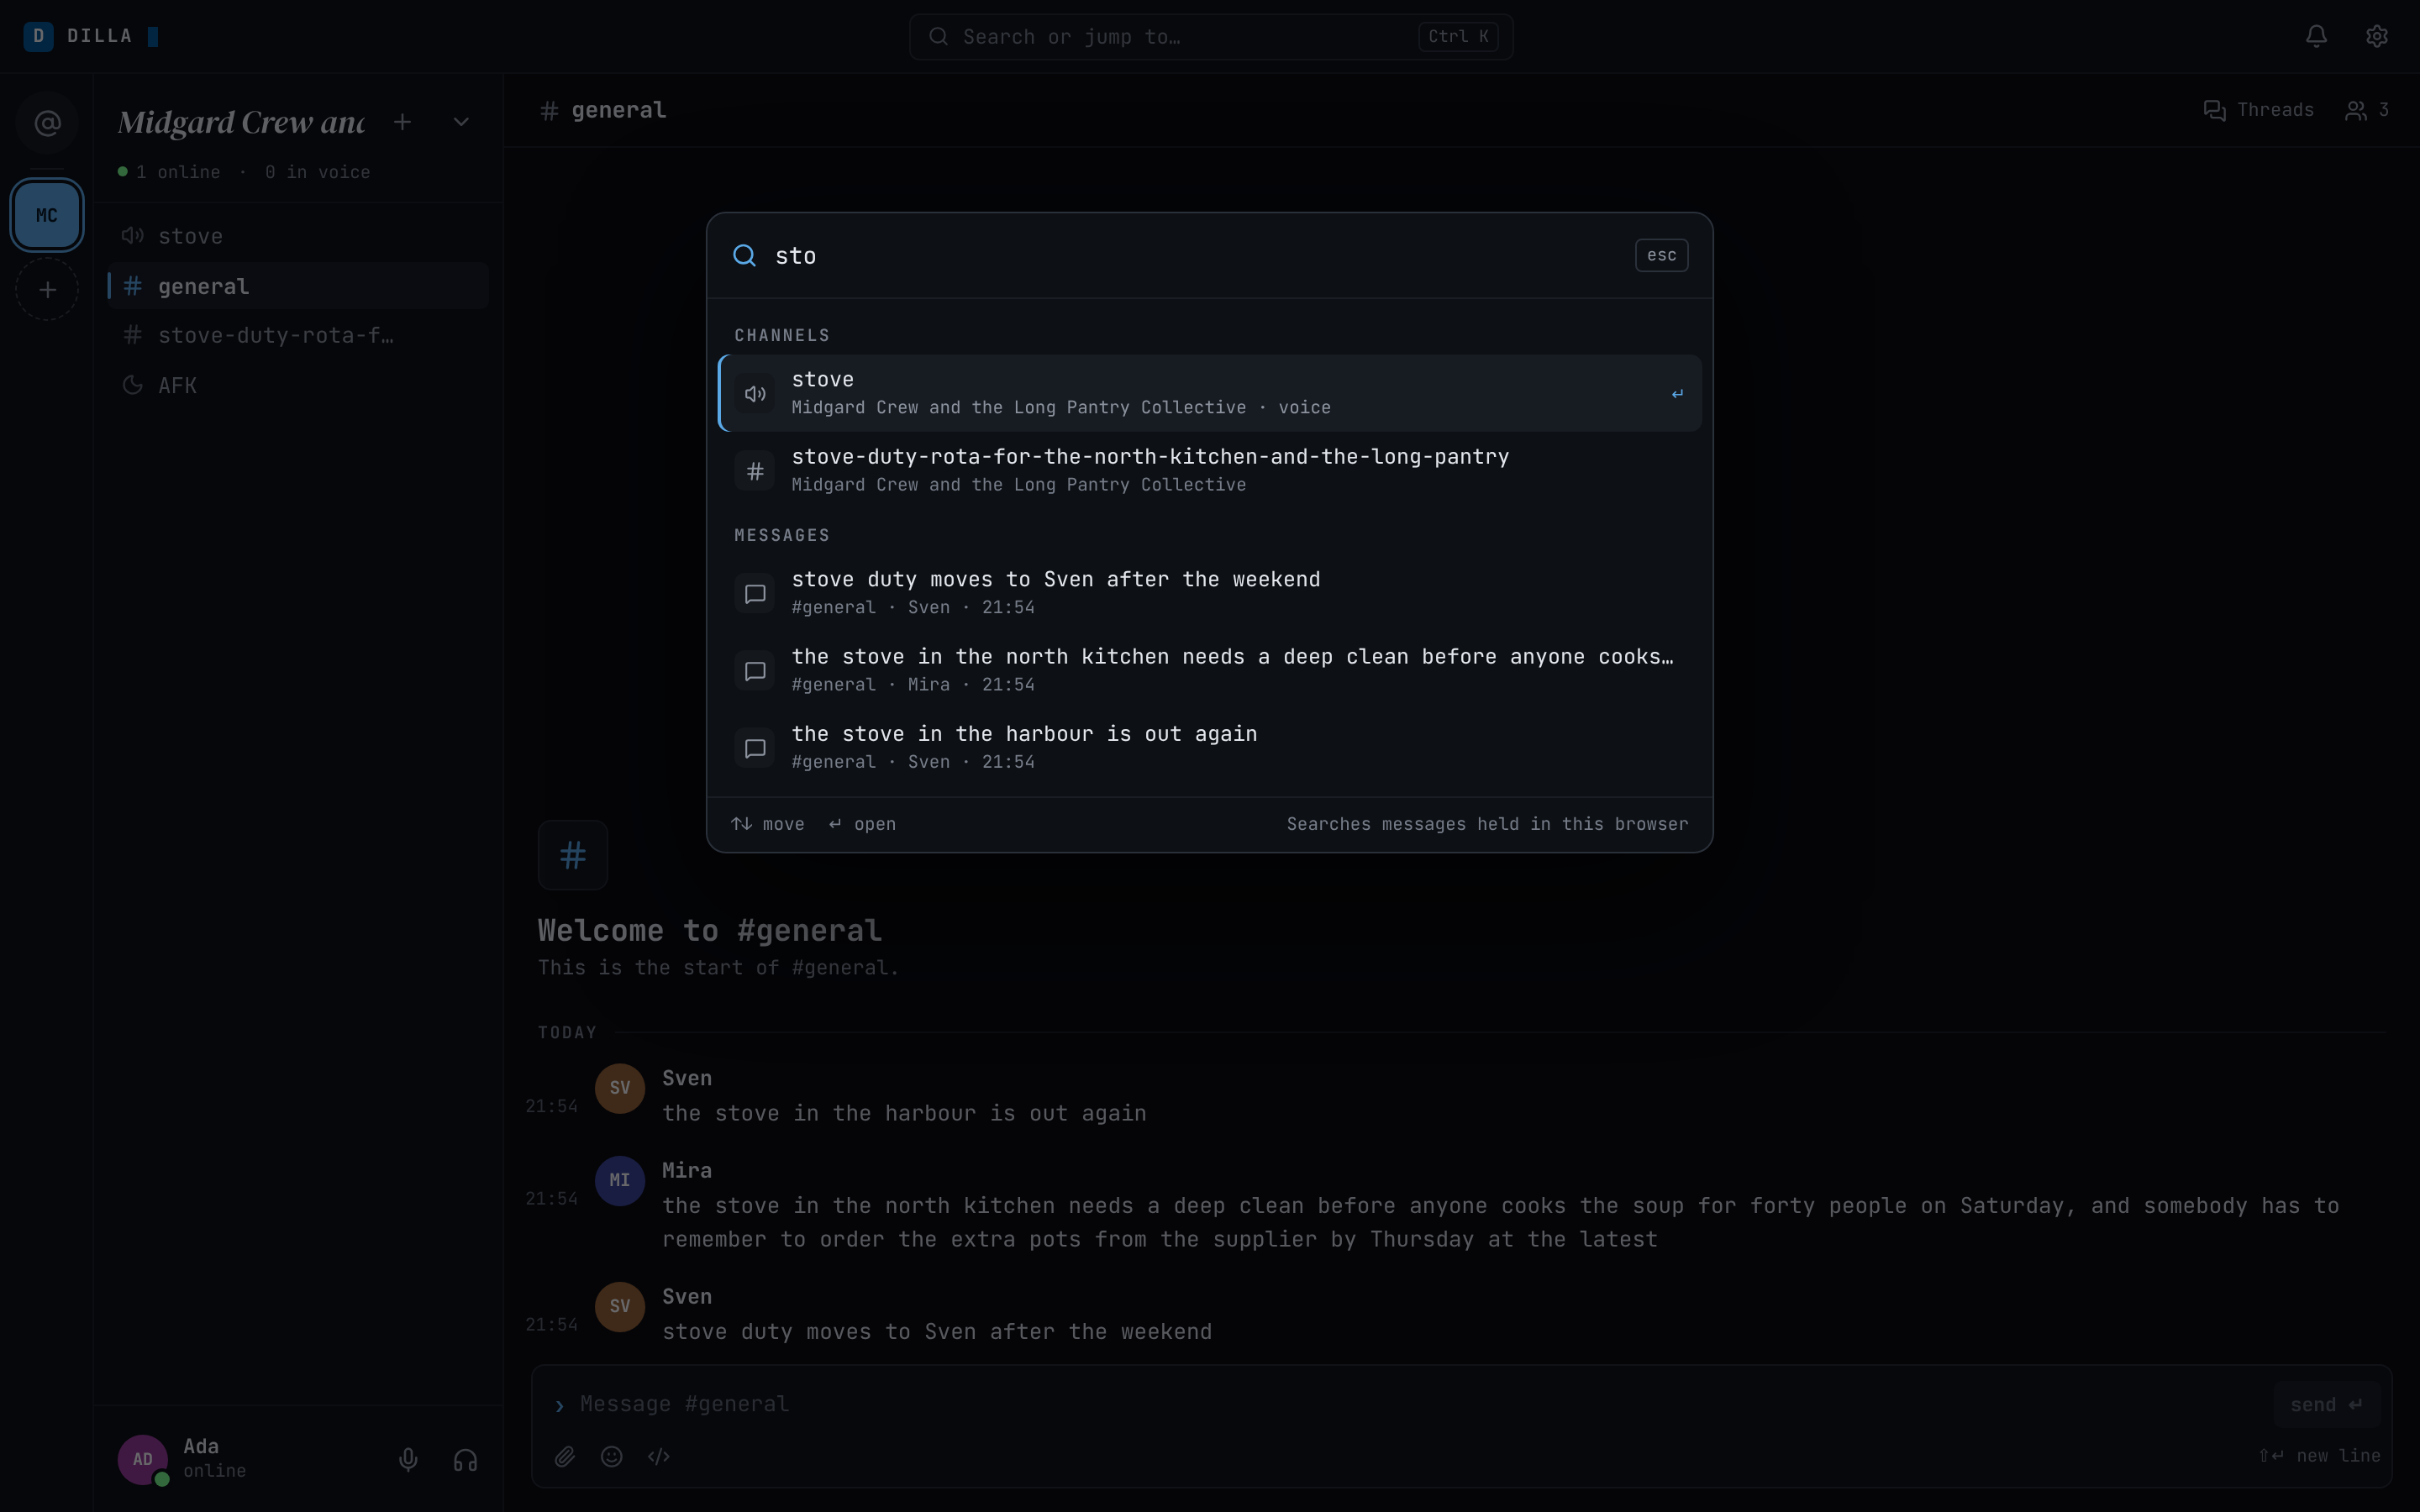 D DILLA
Search or jump to…
Ctrl K
Midgard Crew and
1 online · 0 in voice
MC
stove
general
stove-duty-rota-f…
AFK
Ada
AD
online
# general
Threads
3
sto
esc
CHANNELS
stove
Midgard Crew and the Long Pantry Collective · voice
stove-duty-rota-for-the-north-kitchen-and-the-long-pantry
Midgard Crew and the Long Pantry Collective
MESSAGES
stove duty moves to Sven after the weekend
#general · Sven · 21:54
the stove in the north kitchen needs a deep clean before anyone cooks…
#general · Mira · 21:54
the stove in the harbour is out again
#general · Sven · 21:54
↑↓ move ↵ open
Searches messages held in this browser
Welcome to #general
This is the start of #general.
TODAY
Sven
21:54 SV
the stove in the harbour is out again
Mira
21:54 MI
the stove in the north kitchen needs a deep clean before anyone cooks the soup for forty people on Saturday, and somebody has to
remember to order the extra pots from the supplier by Thursday at the latest
Sven
21:54 SV
stove duty moves to Sven after the weekend
› Message #general
send ↵
⇧↵ new line